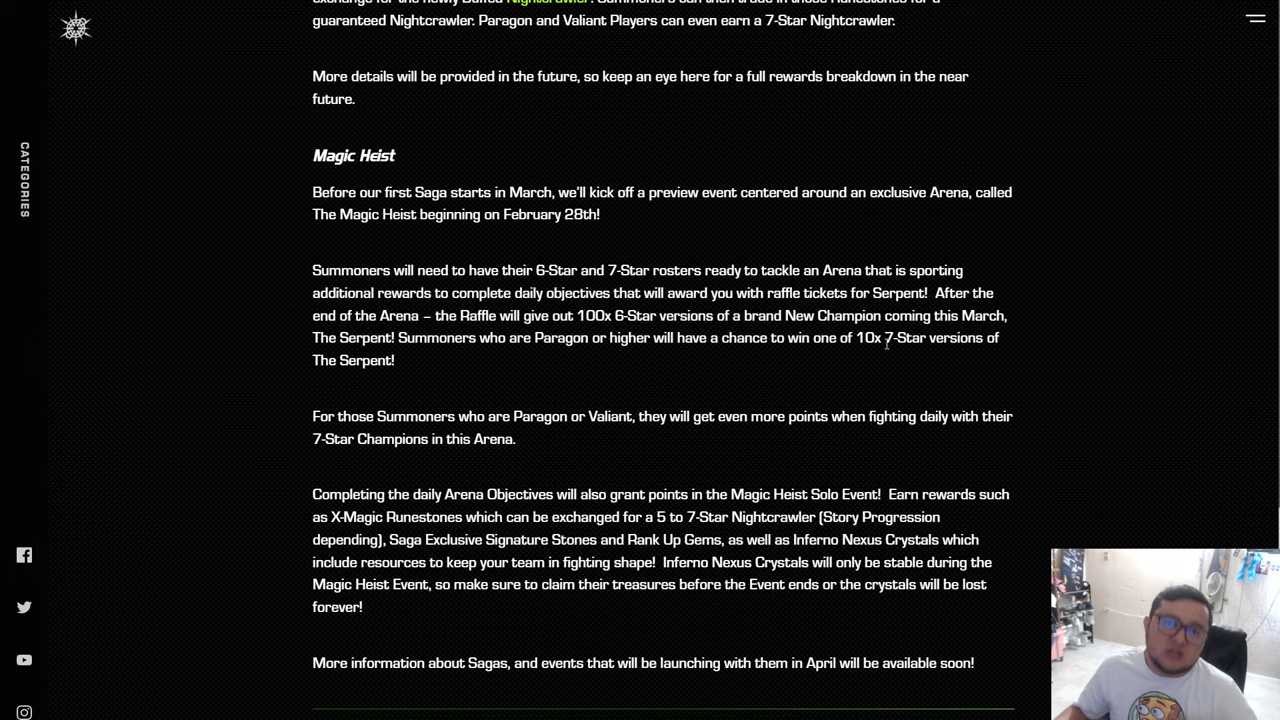 exchange for the newly buffed Nightcrawler. Summoners can then trade in these Runestones for a
guaranteed Nightcrawler. Paragon and Valiant Players can even earn a 7-Star Nightcrawler.
More details will be provided in the future, so keep an eye here for a full rewards breakdown in the near
future.
CATEGORIES
Magic Heist
Before our first Saga starts in March, we'll kick off a preview event centered around an exclusive Arena, called
The Magic Heist beginning on February 28th!
Summoners will need to have their 6-Star and 7-Star rosters ready to tackle an Arena that is sporting
additional rewards to complete daily objectives that will award you with raffle tickets for Serpent!  After the
end of the Arena – the Raffle will give out 100x 6-Star versions of a brand New Champion coming this March,
The Serpent! Summoners who are Paragon or higher will have a chance to win one of 10x 7-Star versions of
The Serpent!
For those Summoners who are Paragon or Valiant, they will get even more points when fighting daily with their
7-Star Champions in this Arena.
Completing the daily Arena Objectives will also grant points in the Magic Heist Solo Event!  Earn rewards such
as X-Magic Runestones which can be exchanged for a 5 to 7-Star Nightcrawler (Story Progression
depending), Saga Exclusive Signature Stones and Rank Up Gems, as well as Inferno Nexus Crystals which
include resources to keep your team in fighting shape!  Inferno Nexus Crystals will only be stable during the
Magic Heist Event, so make sure to claim their treasures before the Event ends or the crystals will be lost
forever!
More information about Sagas, and events that will be launching with them in April will be available soon!